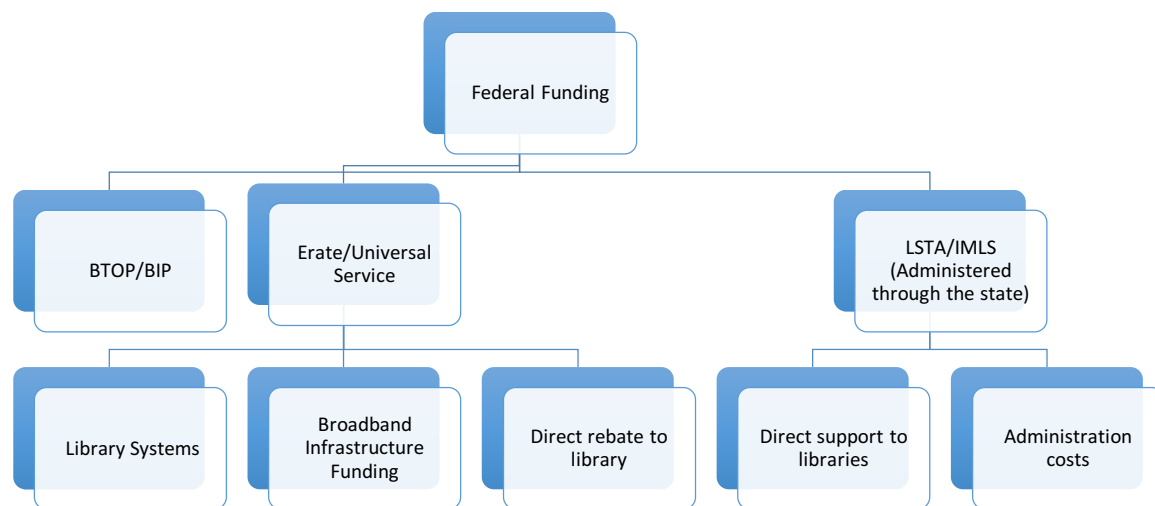 Federal Funding
BTOP/BIP
Erate/Universal
Service
LSTA/IMLS
(Administered
through the state)
Library Systems
Broadband
Infrastructure
Funding
Direct rebate to
library
Direct support to
libraries
Administration
costs